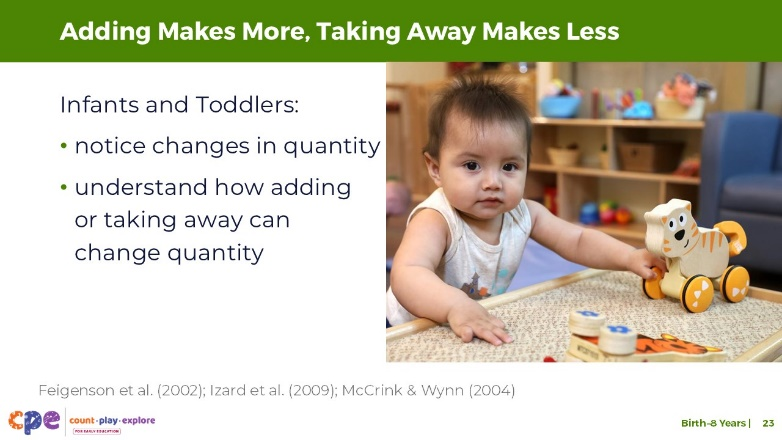 Adding Makes More, Taking Away Makes Less
Infants and Toddlers:
• notice changes in quantity
• understand how adding
or taking away can
change quantity
Feigenson et al. (2002); Izard et al. (2009); McCrink & Wynn (2004)
cpe
count·play·explore
FOR EARLY EDUCATION
Birth–8 Years | 23